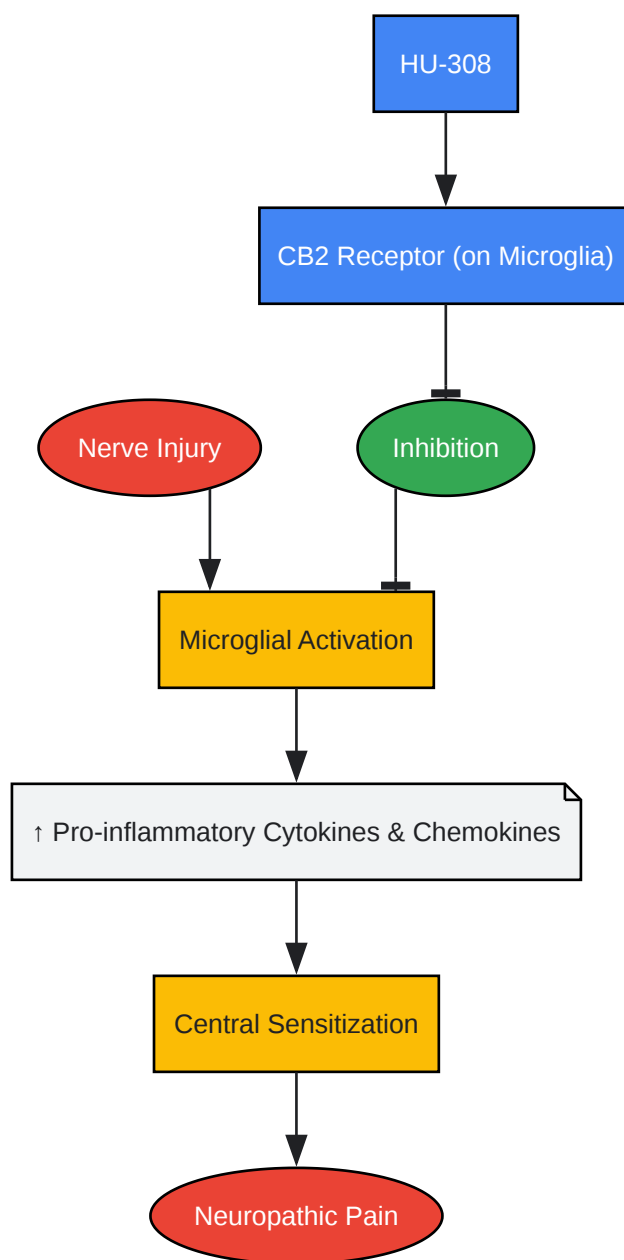 HU-308
CB2 Receptor (on Microglia)
Nerve Injury
Inhibition
Microglial Activation
↑ Pro-inflammatory Cytokines & Chemokines
Central Sensitization
Neuropathic Pain